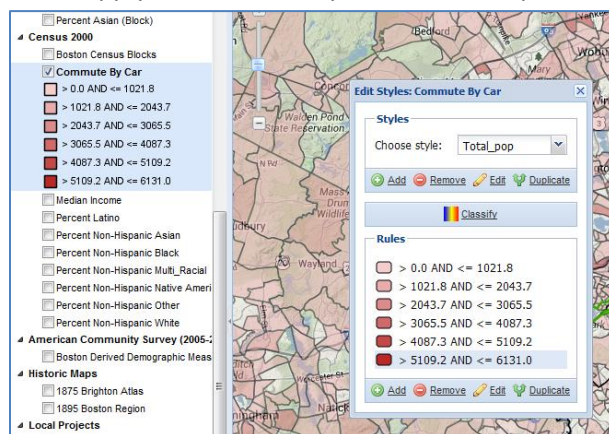 Percent Asian (Block)
Census 2000
Boston Census Blocks
Commute By Car
> 0.0 AND <= 1021.8
> 1021.8 AND <= 2043.7
> 2043.7 AND <= 3065.5
> 3065.5 AND <= 4087.3
> 4087.3 AND <= 5109.2
> 5109.2 AND <= 6131.0
Median Income
Percent Latino
Percent Non-Hispanic Asian
Percent Non-Hispanic Black
Percent Non-Hispanic Multi_Racial
Percent Non-Hispanic Native Ameri
Percent Non-Hispanic Other
Percent Non-Hispanic White
American Community Survey (2005-2
Boston Derived Demographic Meas
Historic Maps
1875 Brighton Atlas
1895 Boston Region
Local Projects
Bedford
Mary
Walden Pond
State Reservation
N Rd
Wayland
Edit Styles: Commute By Car
Styles
Choose style: Total_pop
Add Remove Edit Duplicate
Classify
Rules
> 0.0 AND <= 1021.8
> 1021.8 AND <= 2043.7
> 2043.7 AND <= 3065.5
> 3065.5 AND <= 4087.3
> 4087.3 AND <= 5109.2
> 5109.2 AND <= 6131.0
Add Remove Edit Duplicate